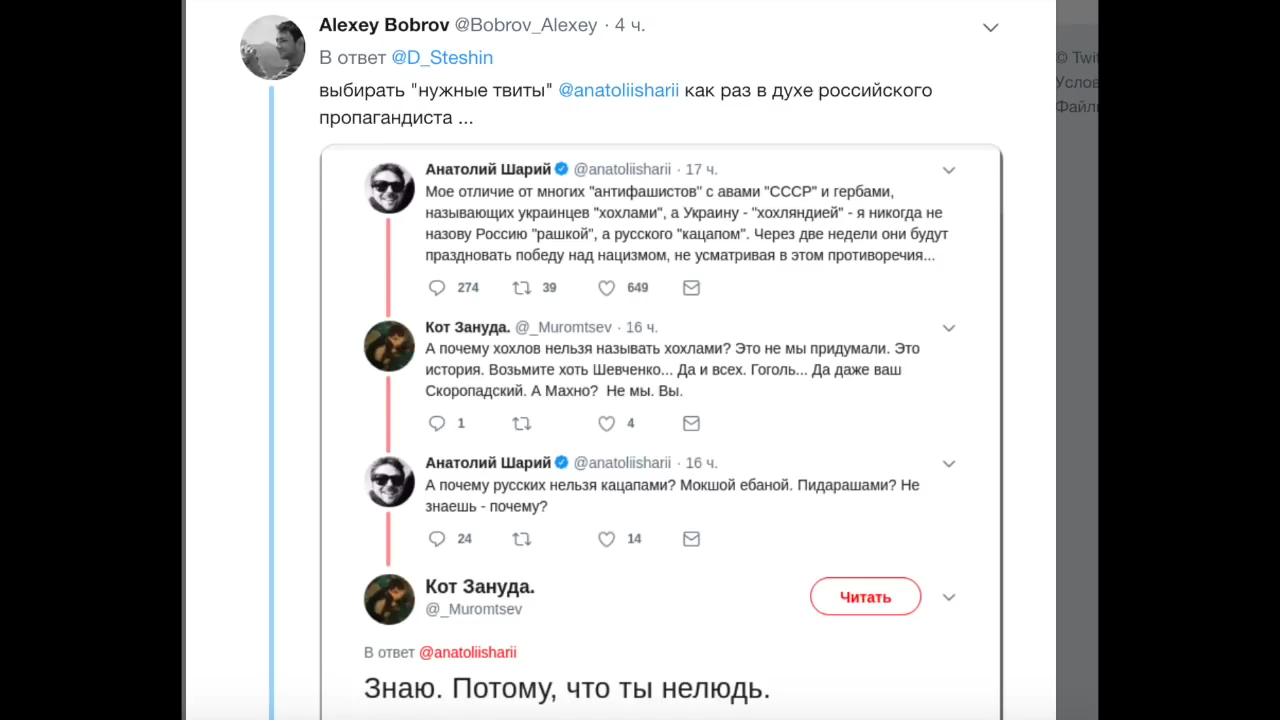 Alexey Bobrov @Bobrov_Alexey · 4 ч.
В ответ @D_Steshin
выбирать "нужные твиты" @anatoliisharii как раз в духе российского
пропагандиста ...
Анатолий Шарий @anatoliisharii · 17 ч.
Мое отличие от многих "антифашистов" с авами "СССР" и гербами,
называющих украинцев "хохлами", а Украину - "хохляндией" - я никогда не
назову Россию "рашкой", а русского "кацапом". Через две недели они будут
праздновать победу над нацизмом, не усматривая в этом противоречия...
274 39 649
Кот Зануда. @_Muromtsev · 16 ч.
А почему хохлов нельзя называть хохлами? Это не мы придумали. Это
история. Возьмите хоть Шевченко... Да и всех. Гоголь... Да даже ваш
Скоропадский. А Махно? Не мы. Вы.
1 4
Анатолий Шарий @anatoliisharii · 16 ч.
А почему русских нельзя кацапами? Мокшой ебаной. Пидарашами? Не
знаешь - почему?
24 14
Кот Зануда.
@_Muromtsev
Читать
В ответ @anatoliisharii
Знаю. Потому, что ты нелюдь.
© Twi
Усло
Файл